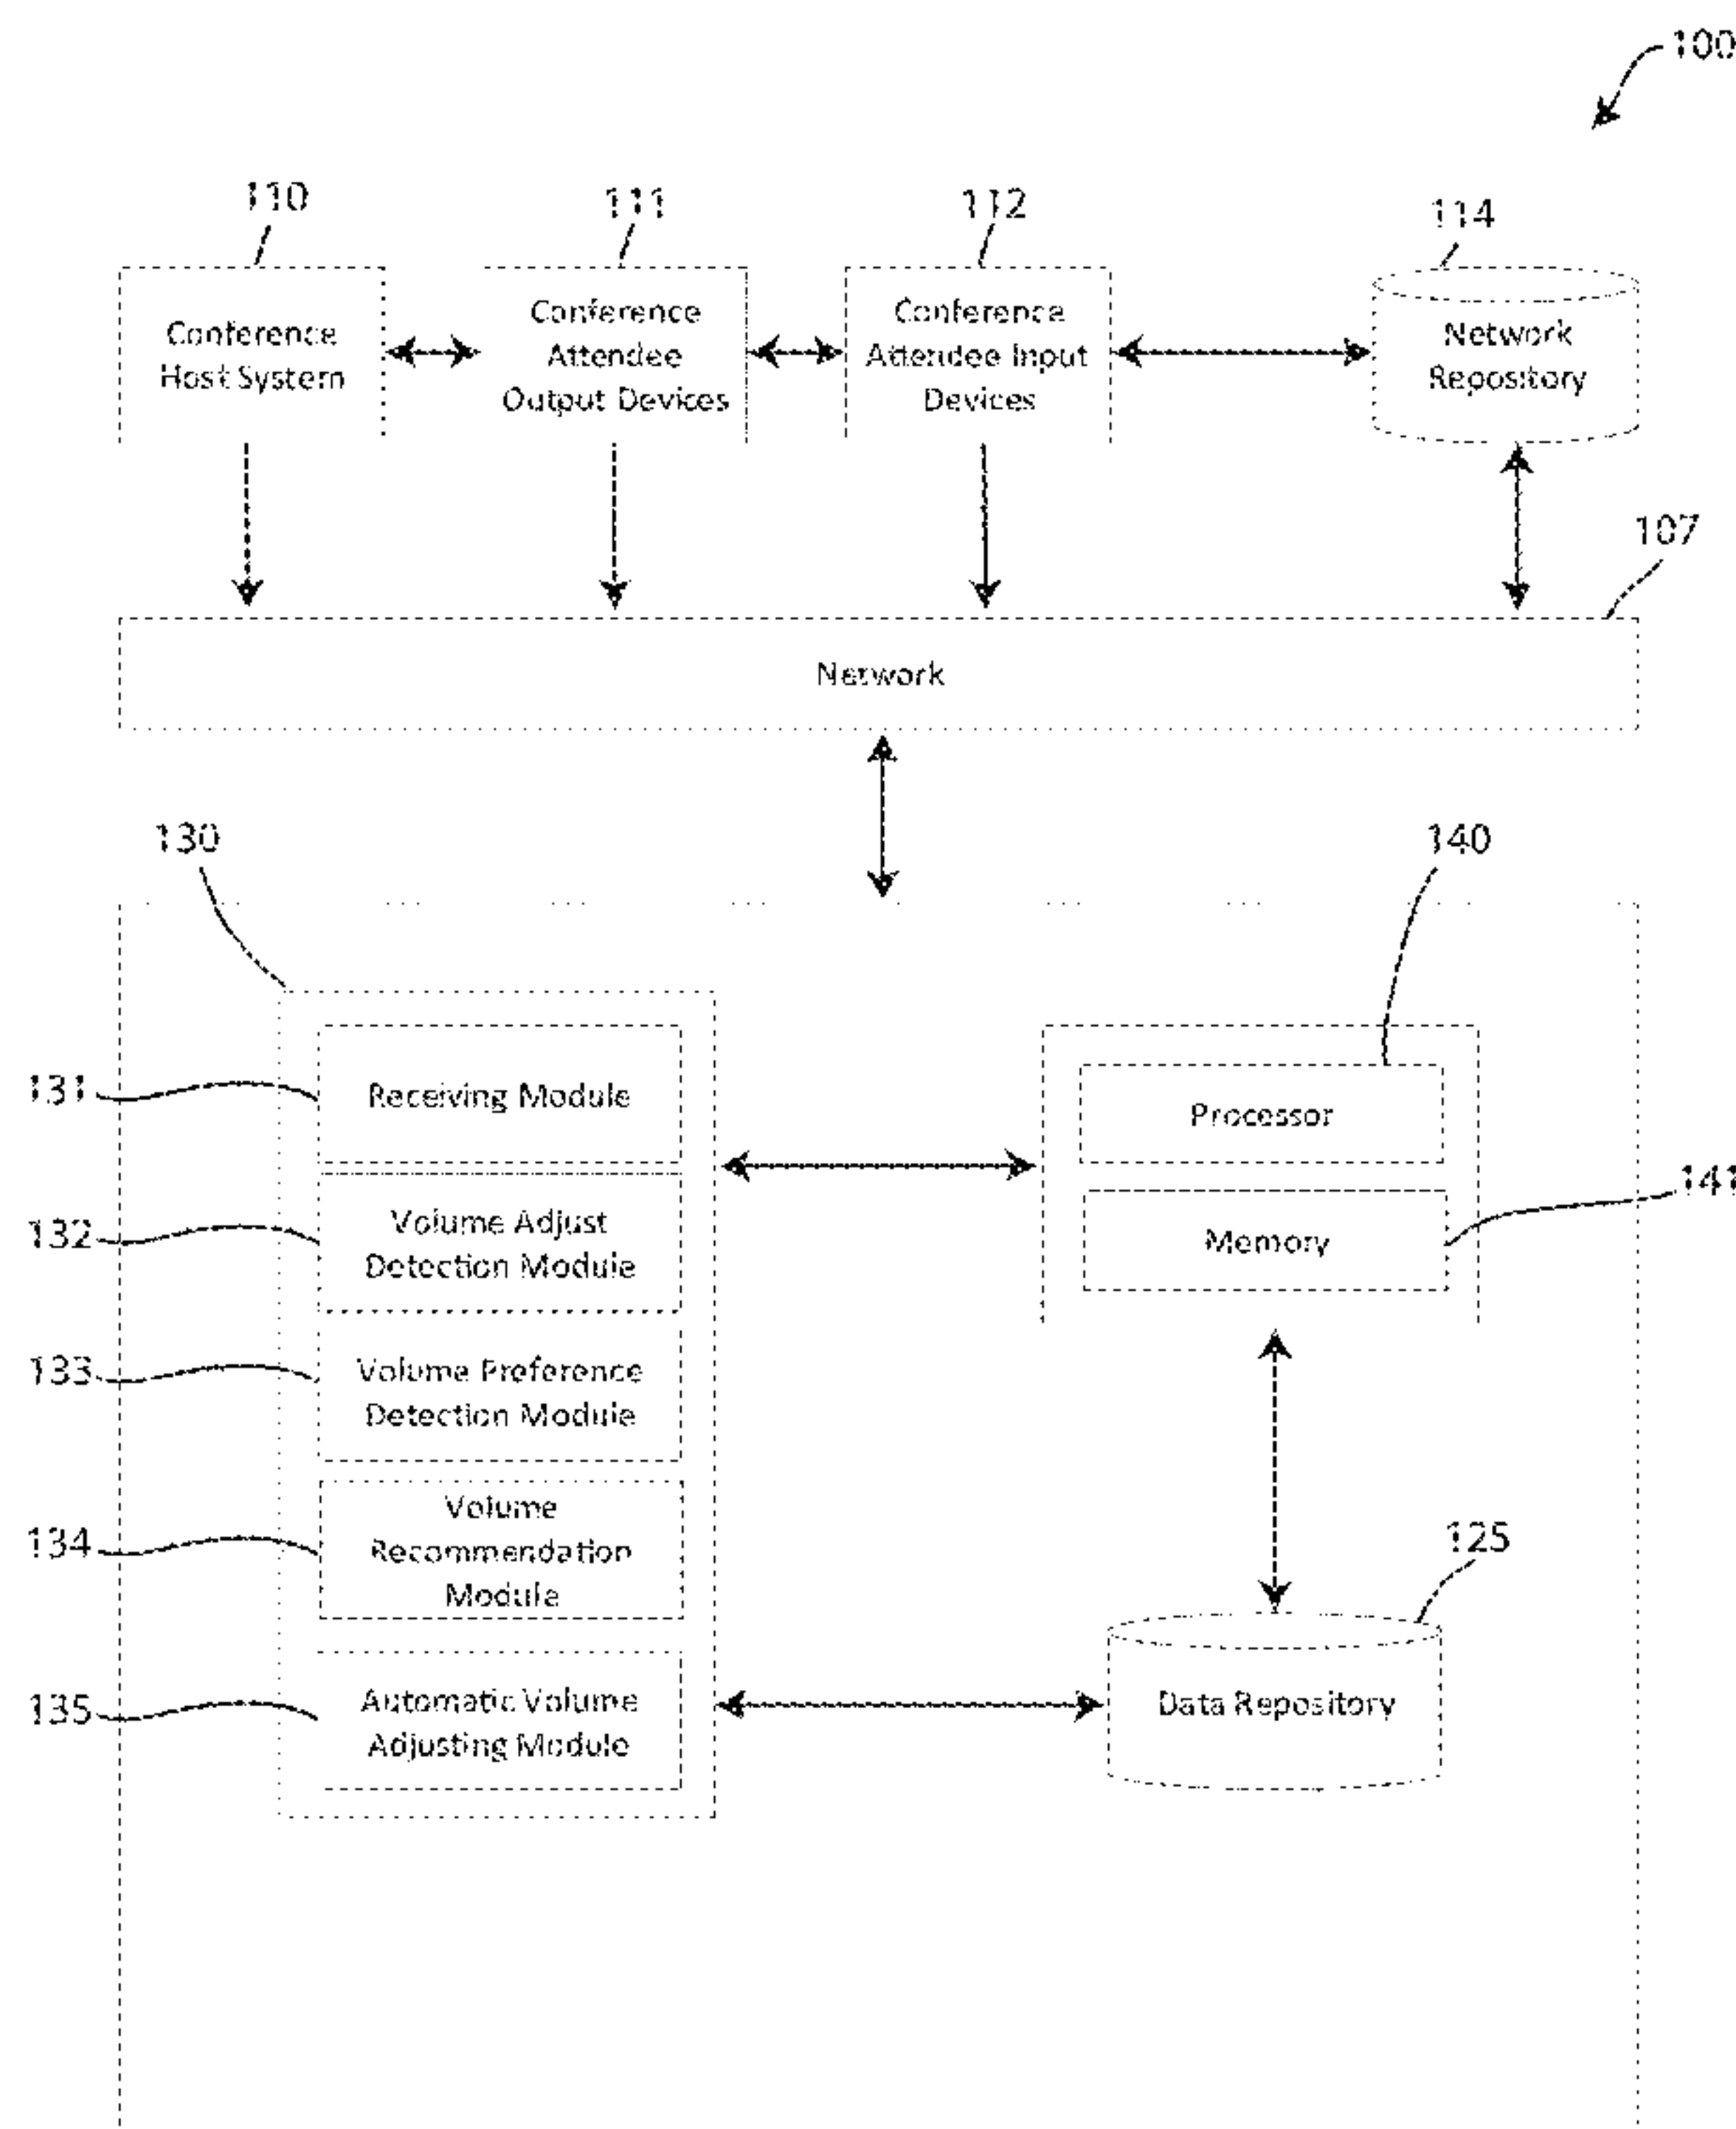 100
110
111
112
114
Conference
Host System
Conference
Attendee
Output Devices
Conference
Attendee Input
Devices
Network
Repository
107
Network
130
140
131
Receiving Module
Processor
141
132
Volume Adjust
Detection Module
Memory
133
Volume Preference
Detection Module
134
Volume
Recommendation
Module
125
135
Automatic Volume
Adjusting Module
Data Repository